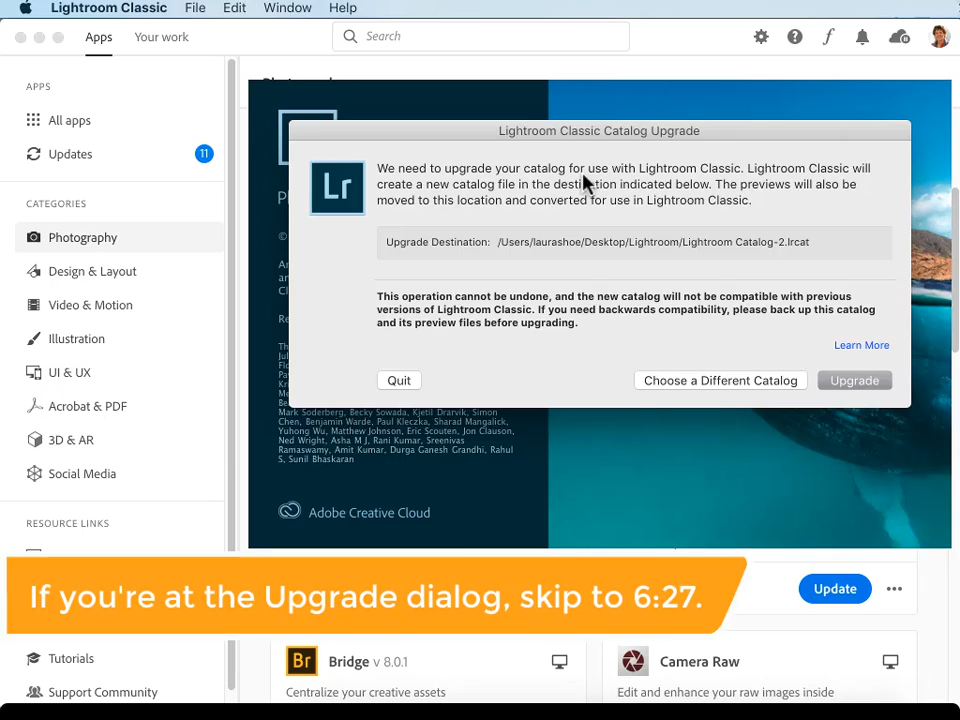 Lightroom Classic File Edit Window Help
Apps Your work Search
APPS
All apps
Updates 11
CATEGORIES
Photography
Design & Layout
Video & Motion
Illustration
UI & UX
Acrobat & PDF
3D & AR
Social Media
RESOURCE LINKS
Tutorials
Support Community
Lightroom Classic Catalog Upgrade
Lr
We need to upgrade your catalog for use with Lightroom Classic. Lightroom Classic will
create a new catalog file in the destination indicated below. The previews will also be
moved to this location and converted for use in Lightroom Classic.
Upgrade Destination: /Users/laurashoe/Desktop/Lightroom/Lightroom Catalog-2.lrcat
This operation cannot be undone, and the new catalog will not be compatible with previous
versions of Lightroom Classic. If you need backwards compatibility, please back up this catalog
and its preview files before upgrading.
Learn More
Quit Choose a Different Catalog Upgrade
Mark Soderberg, Becky Sowada, Kjetil Drarvik, Simon
Chen, Benjamin Warde, Paul Kleczka, Sharad Mangalick,
Yuhong Wu, Matthew Johnson, Eric Scouten, Jon Clauson,
Ned Wright, Asha M J, Rani Kumar, Sreenivas
Ramaswamy, Amit Kumar, Durga Ganesh Grandhi, Rahul
S, Sunil Bhaskaran
Adobe Creative Cloud
If you're at the Upgrade dialog, skip to 6:27.
Update
Br Bridge v 8.0.1
Centralize your creative assets
Camera Raw
Edit and enhance your raw images inside